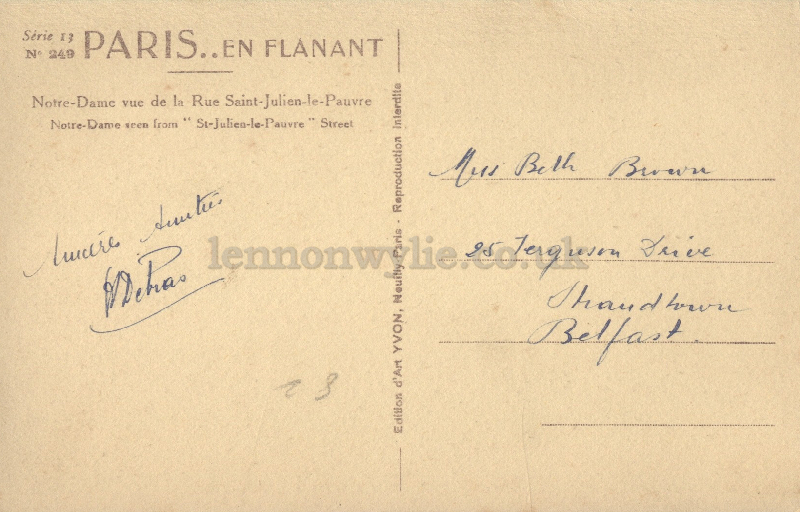 Série 13
No 249
PARIS..EN FLANANT
Notre-Dame vue de la Rue Saint-Julien-le-Pauvre
Notre-Dame seen from " St-Julien-le-Pauvre " Street
Sincères Amitiés
Edition d'Art YVON, Neuilly Paris - Reproduction Interdite
Miss Beth Brown
25 Ferguson Drive
Strandtown
Belfast.
23
lennonwylie.co.uk